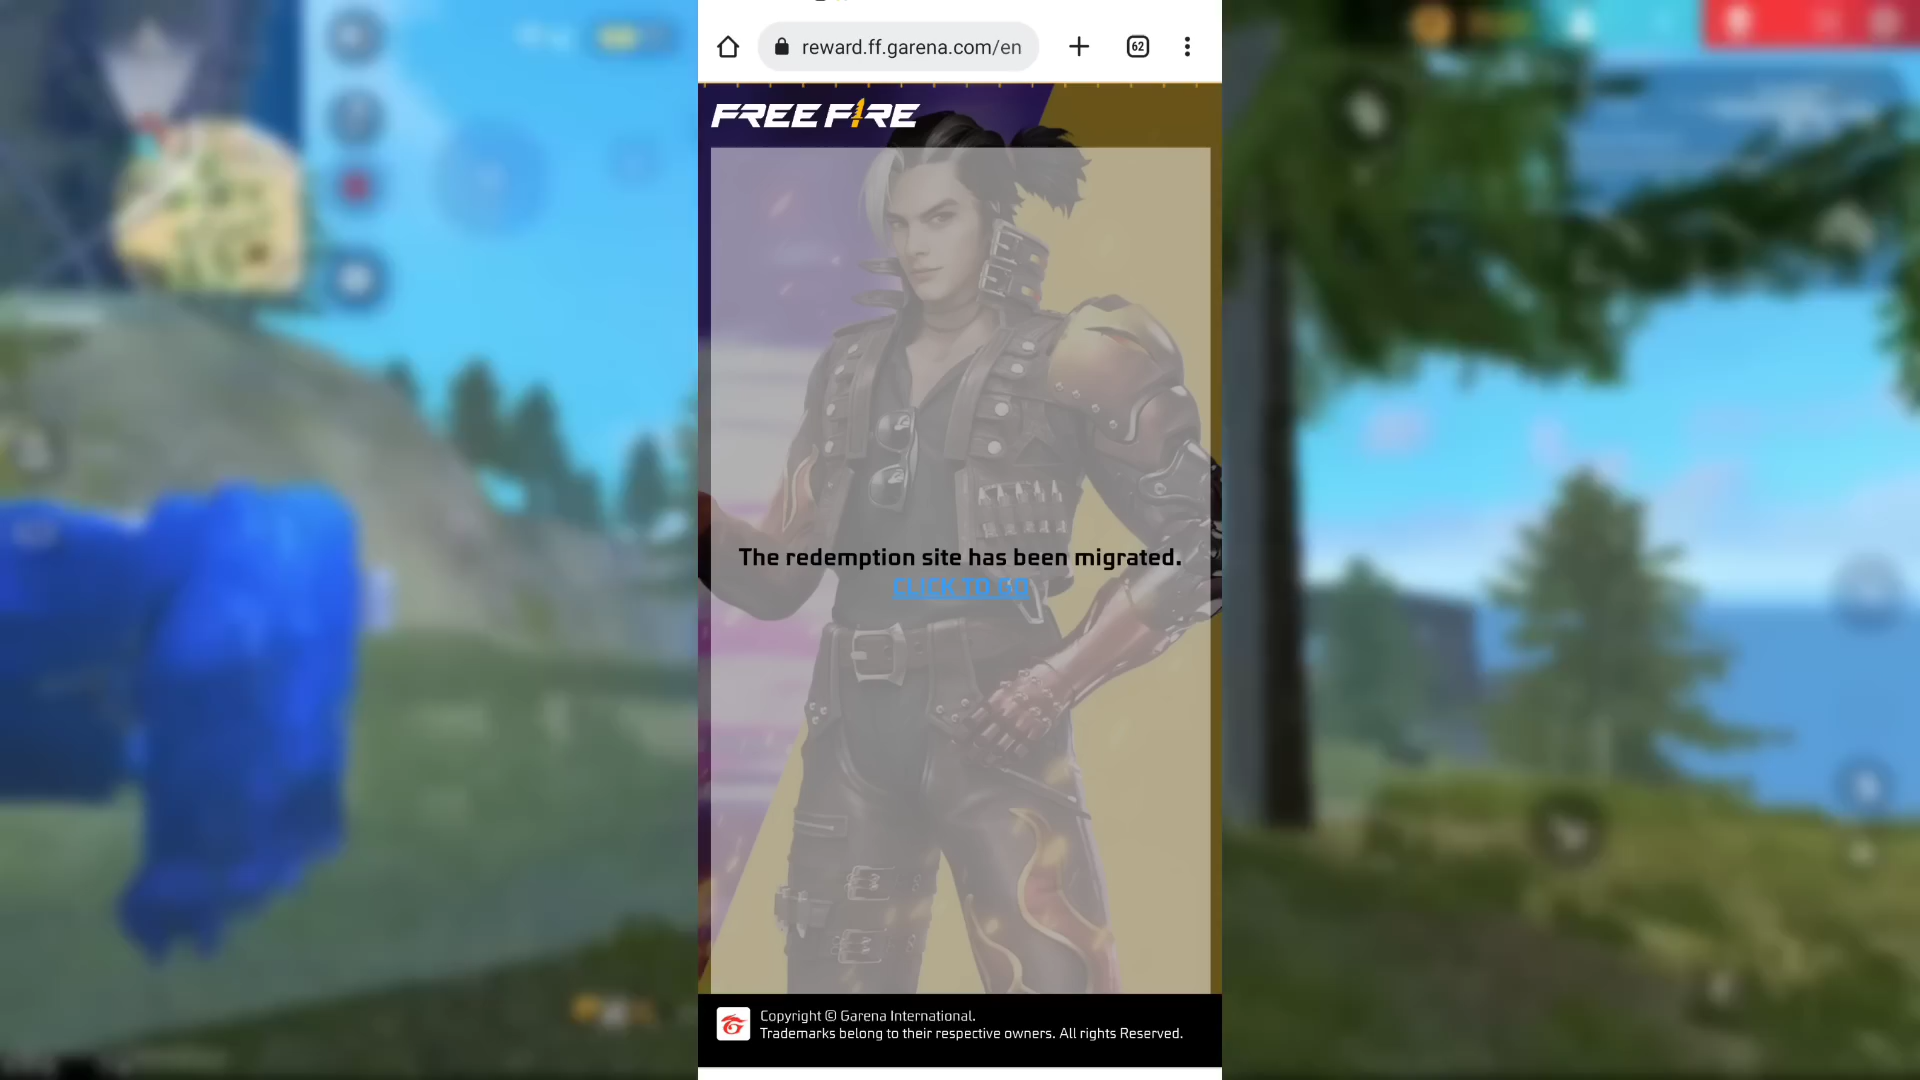 reward.ff.garena.com/en
62
FREE FIRE
The redemption site has been migrated.
CLICK TO GO
Copyright © Garena International.
Trademarks belong to their respective owners. All rights Reserved.